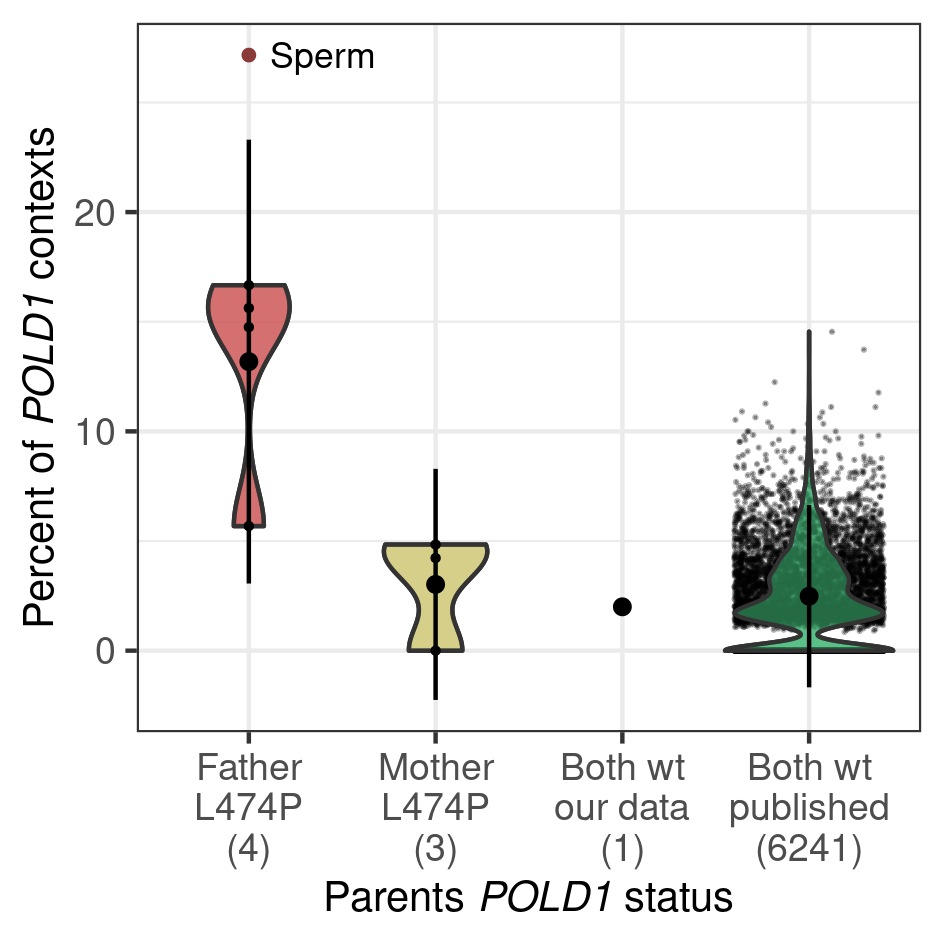 Sperm
Percent of POLD1 contexts
20
10
0
Father Mother Both wt Both wt
L474P L474P our data published
(4) (3) (1) (6241)
Parents POLD1 status